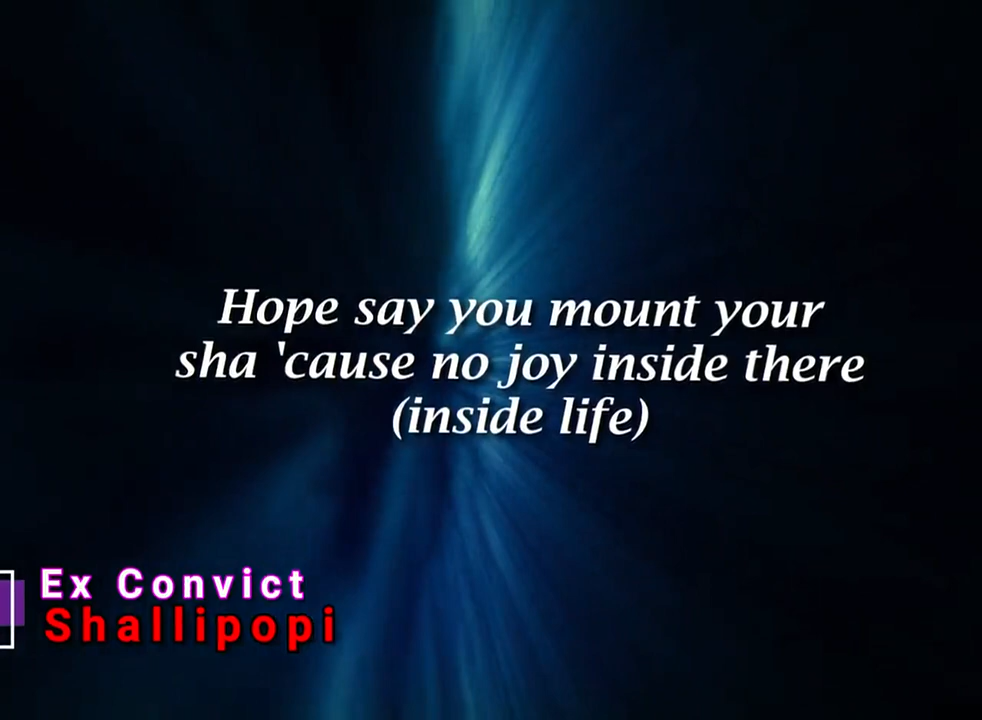 Hope say you mount your
sha 'cause no joy inside there
(inside life)
Ex Convict
Shallipopi